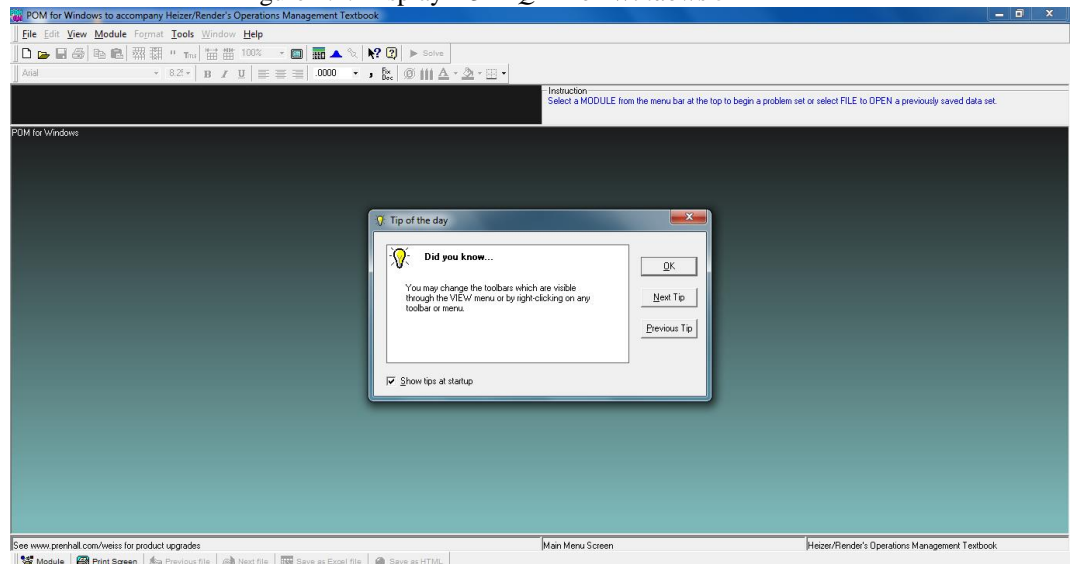 POM for Windows to accompany Heizer/Render's Operations Management Textbook
File Edit View Module Format Tools Window Help
100% Solve
Arial 8.25 B I U .0000 , Fix Dec A
Instruction
Select a MODULE from the menu bar at the top to begin a problem set or select FILE to OPEN a previously saved data set.
POM for Windows
Tip of the day
Did you know...
OK
You may change the toolbars which are visible
through the VIEW menu or by right-clicking on any
toolbar or menu.
Next Tip
Previous Tip
Show tips at startup
See www.prenhall.com/weiss for product upgrades Main Menu Screen Heizer/Render's Operations Management Textbook
Module Print Screen Previous file Next file Save as Excel file Save as HTML